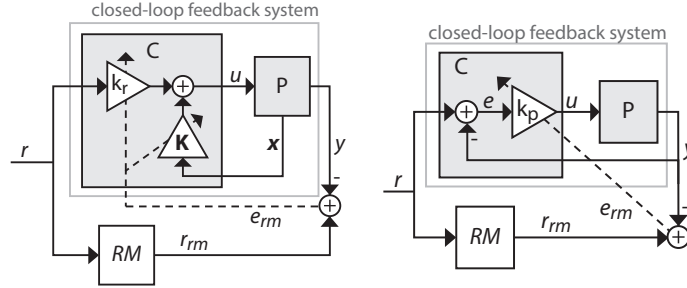 closed-loop feedback system
C
k_r
+
u
P
K
x
y
-
+
r
e_rm
RM
r_rm
closed-loop feedback system
C
+
e
k_p
u
P
-
y
r
e_rm
-
RM
r_rm
+